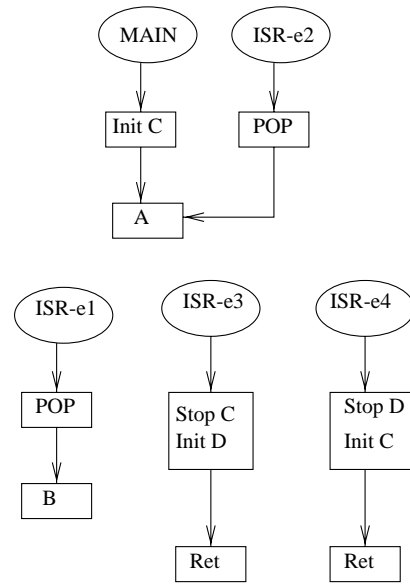 MAIN
ISR-e2
Init C
POP
A
ISR-e1
ISR-e3
ISR-e4
POP
Stop C
Init D
Stop D
Init C
B
Ret
Ret